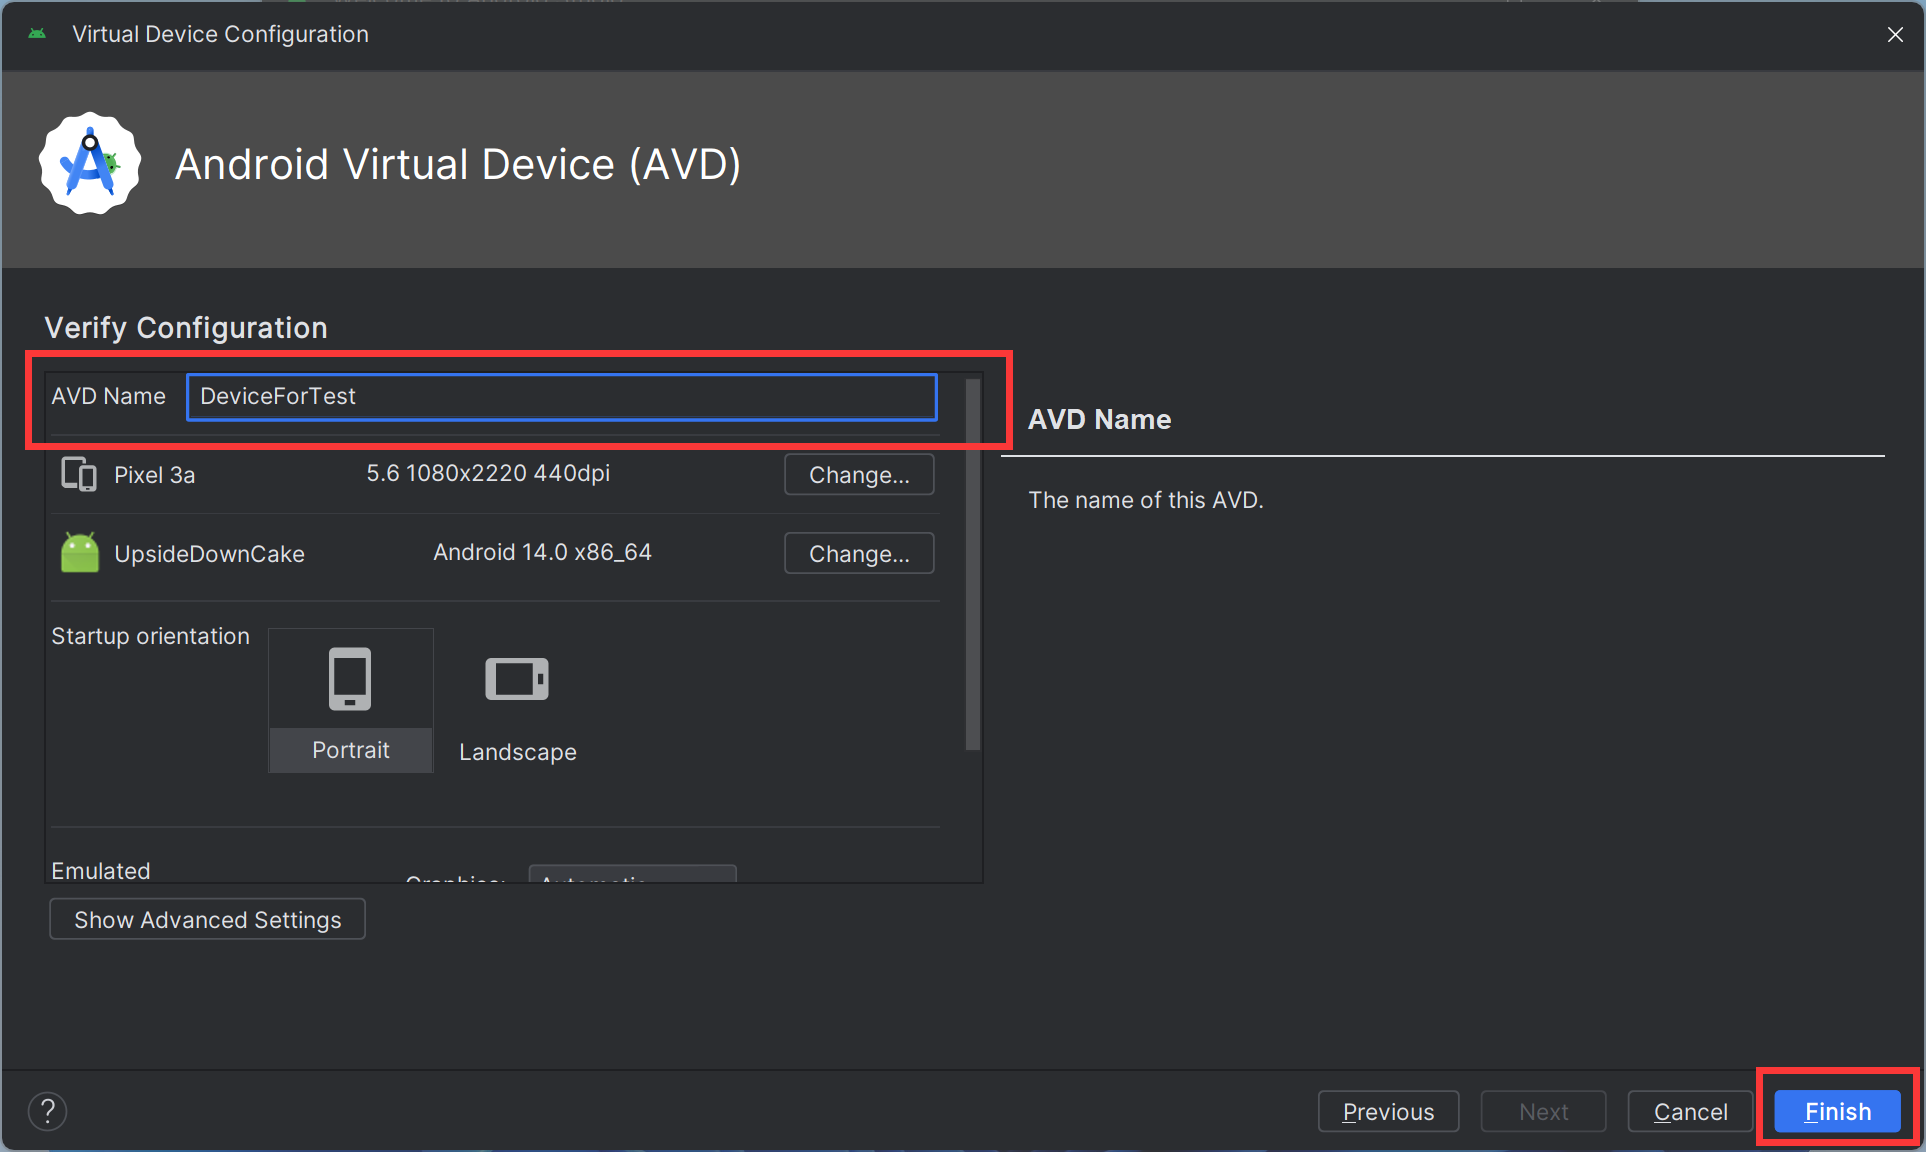 Virtual Device Configuration
Android Virtual Device (AVD)
Verify Configuration
AVD Name
DeviceForTest
Pixel 3a
5.6 1080x2220 440dpi
Change...
UpsideDownCake
Android 14.0 x86_64
Change...
Startup orientation
Portrait
Landscape
Emulated
Graphics:
Automatic
Show Advanced Settings
AVD Name
The name of this AVD.
?
Previous
Next
Cancel
Finish